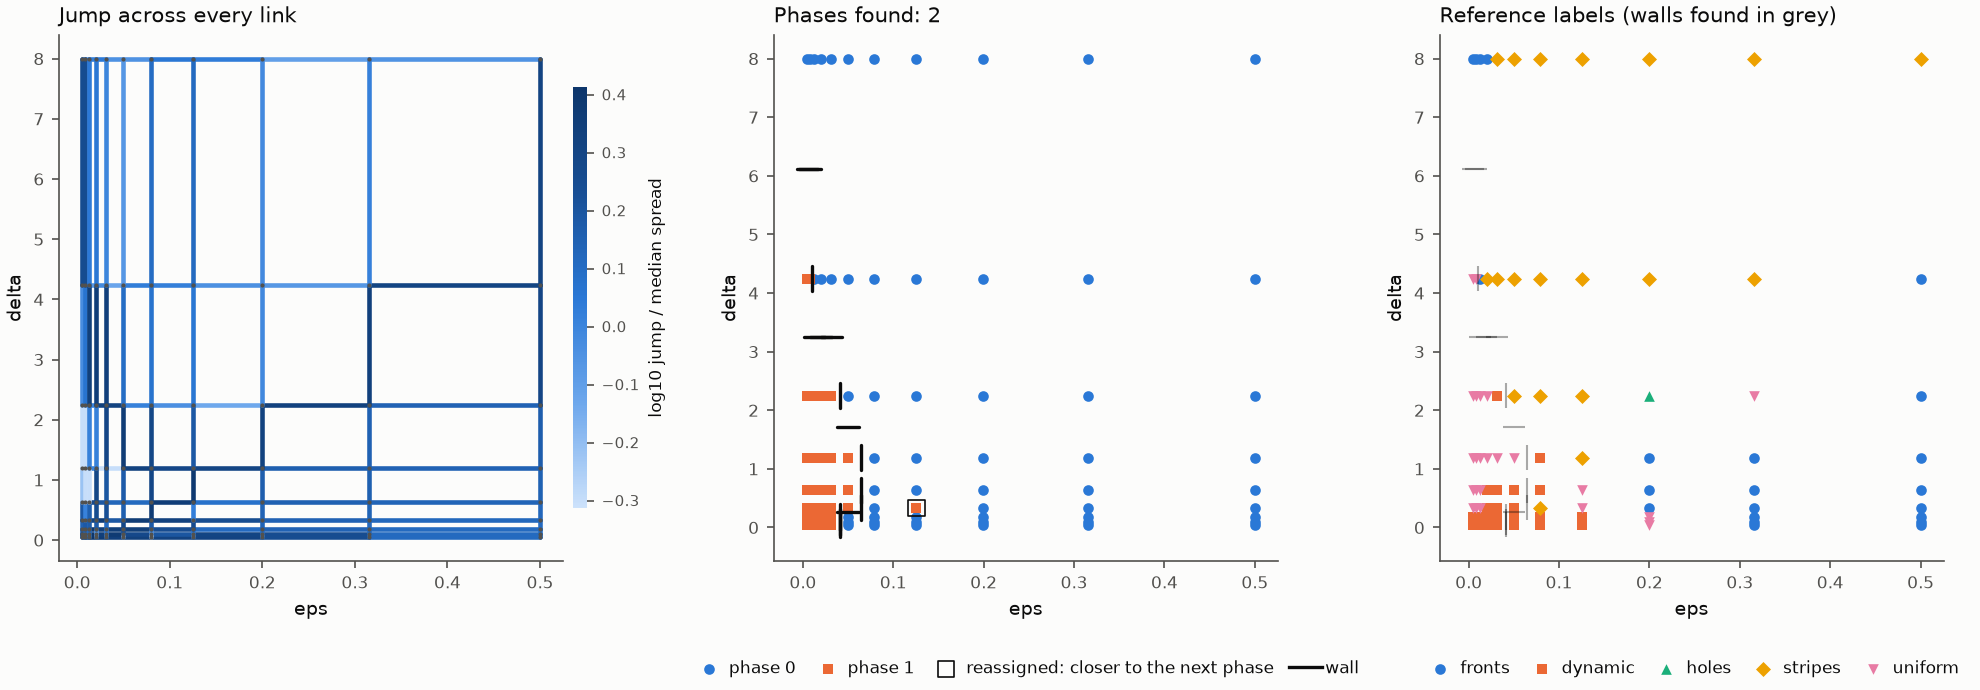 Jump across every link
8
7
6
5
4
3
2
1
0
0.0 0.1 0.2 0.3 0.4 0.5
eps
delta
0.4
0.3
0.2
0.1
0.0
−0.1
−0.2
−0.3
log10 jump / median spread
Phases found: 2
8
7
6
5
4
3
2
1
0
0.0 0.1 0.2 0.3 0.4 0.5
eps
delta
phase 0 phase 1 reassigned: closer to the next phase wall
Reference labels (walls found in grey)
8
7
6
5
4
3
2
1
0
0.0 0.1 0.2 0.3 0.4 0.5
eps
delta
fronts dynamic holes stripes uniform